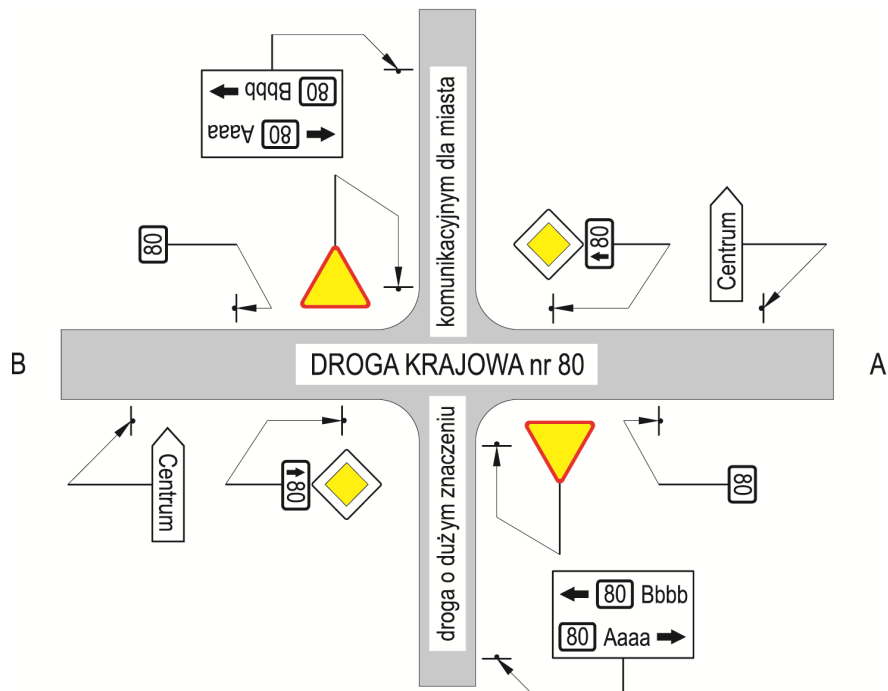 80 Bbbb
Aaaa 80
komunikacyjnym dla miasta
80
80
Centrum
B
DROGA KRAJOWA nr 80
A
droga o dużym znaczeniu
Centrum
80
80
80 Bbbb
80 Aaaa